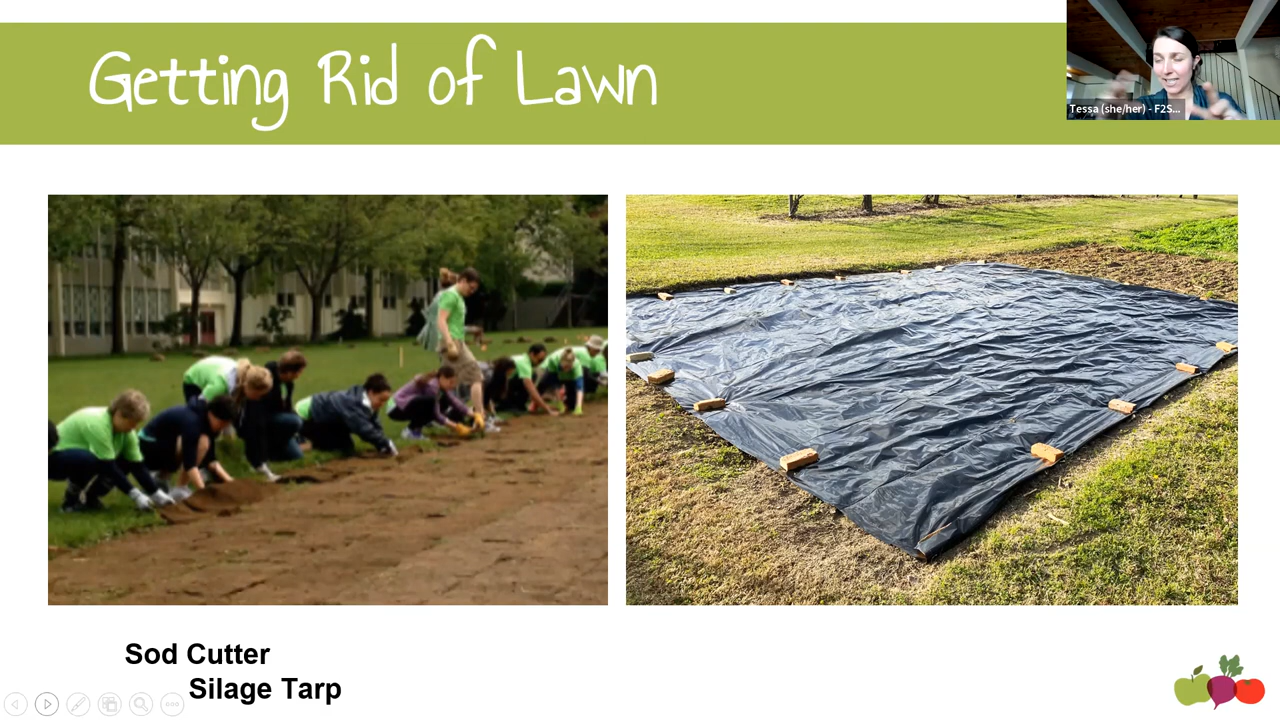 Getting Rid of Lawn
Tessa (she/her) - F2S...
Sod Cutter
Silage Tarp